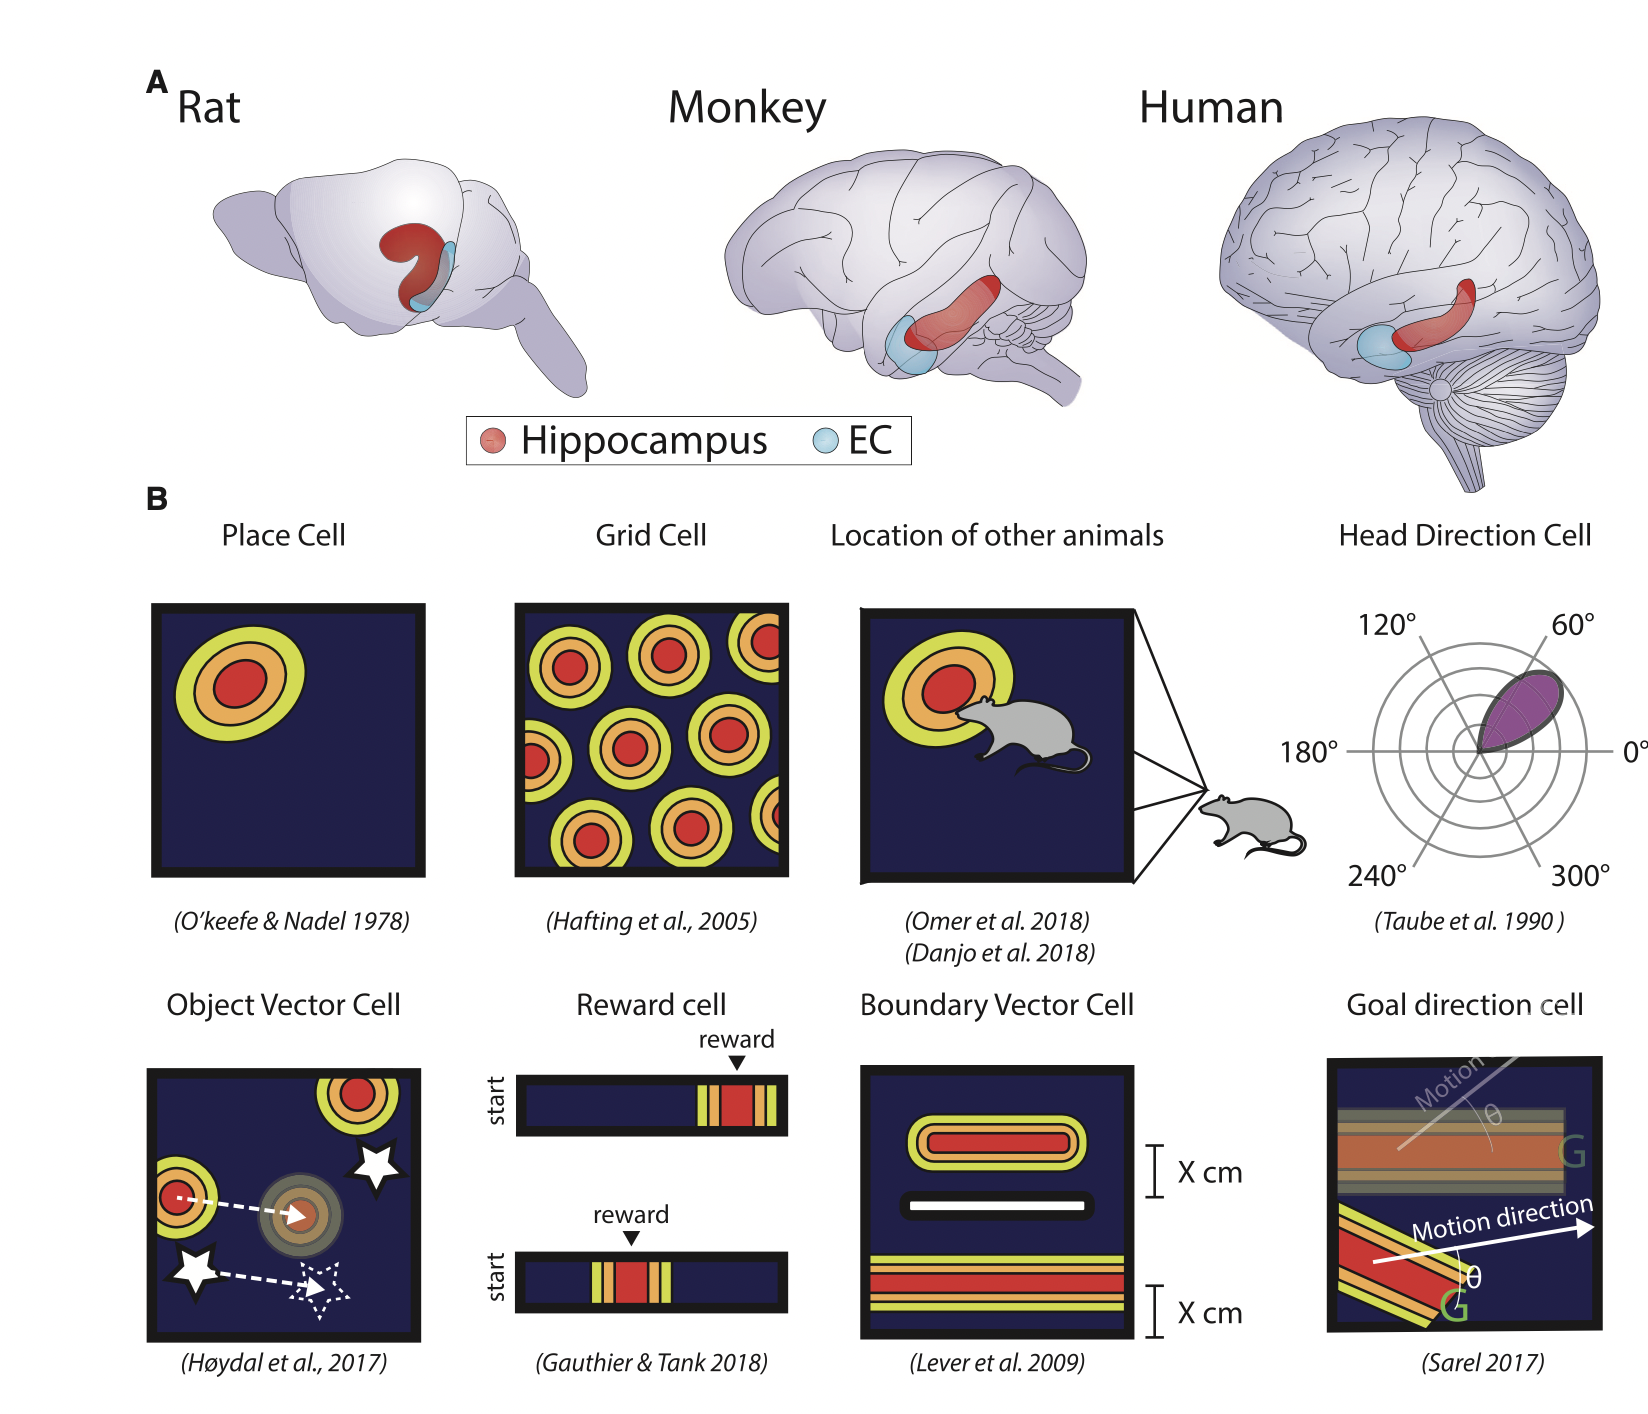 A
Rat
Monkey
Human
Hippocampus
EC
B
Place Cell
Grid Cell
Location of other animals
Head Direction Cell
120°
60°
180°
0°
240°
300°
(O'keefe & Nadel 1978)
(Hafting et al., 2005)
(Omer et al. 2018)
(Danjo et al. 2018)
(Taube et al. 1990 )
Object Vector Cell
Reward cell
Boundary Vector Cell
Goal direction cell
reward
start
reward
start
X cm
X cm
Motion
θ
G
Motion direction
θ
G
(Høydal et al., 2017)
(Gauthier & Tank 2018)
(Lever et al. 2009)
(Sarel 2017)